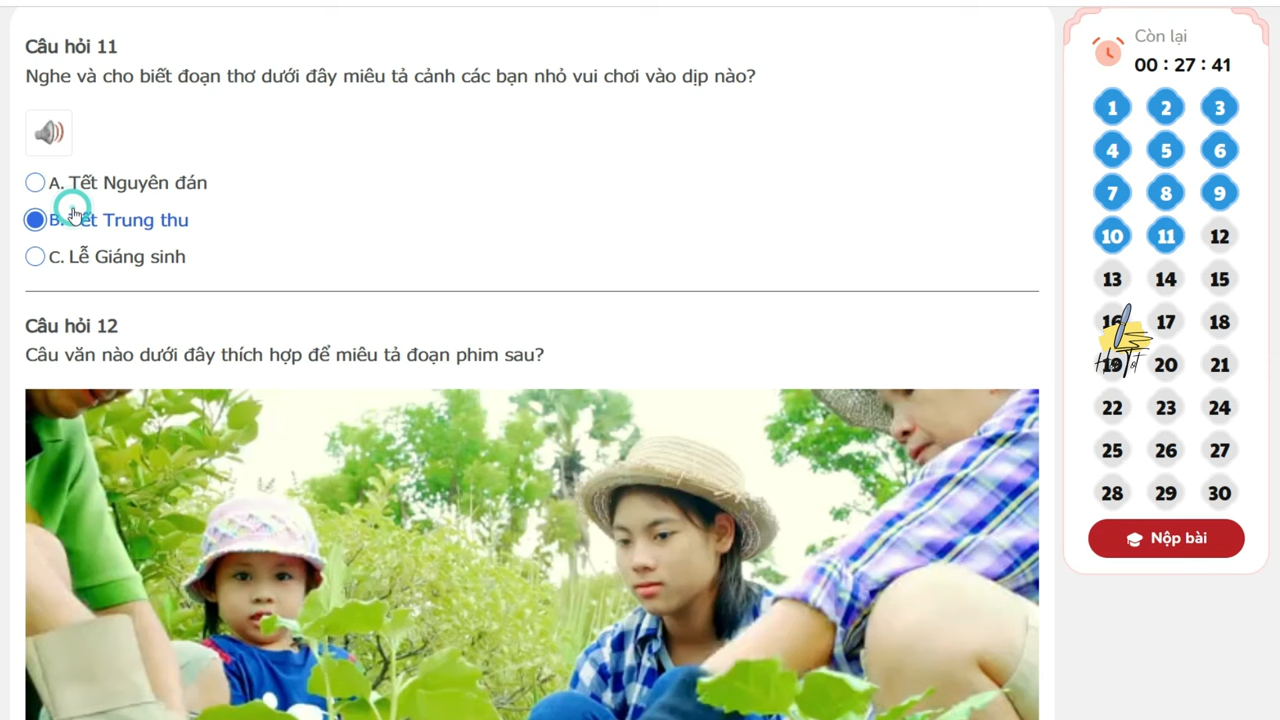 Câu hỏi 11
Nghe và cho biết đoạn thơ dưới đây miêu tả cảnh các bạn nhỏ vui chơi vào dịp nào?
A. Tết Nguyên đán
B. Tết Trung thu
C. Lễ Giáng sinh
Câu hỏi 12
Câu văn nào dưới đây thích hợp để miêu tả đoạn phim sau?
Còn lại
00 : 27 : 41
1 2 3
4 5 6
7 8 9
10 11 12
13 14 15
16 17 18
19 20 21
22 23 24
25 26 27
28 29 30
Nộp bài